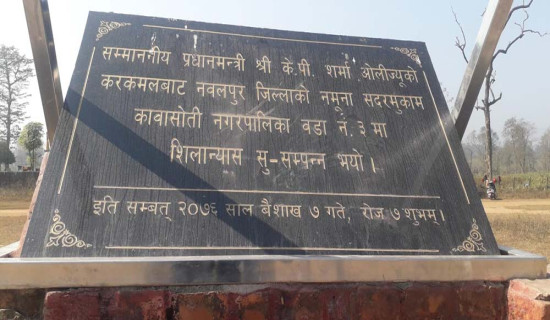 सम्माननीय प्रधानमन्त्री श्री के.पी. शर्मा ओलीज्यूको
करकमलबाट नवलपुर जिल्लाको नमुना सदरमुकाम
कावासोती नगरपालिका वडा नं. ३ मा
शिलान्यास सु-सम्पन्न भयो ।
इति सम्बत् २०७६ साल बैशाख ७ गते, रोज ७ शुभम् ।